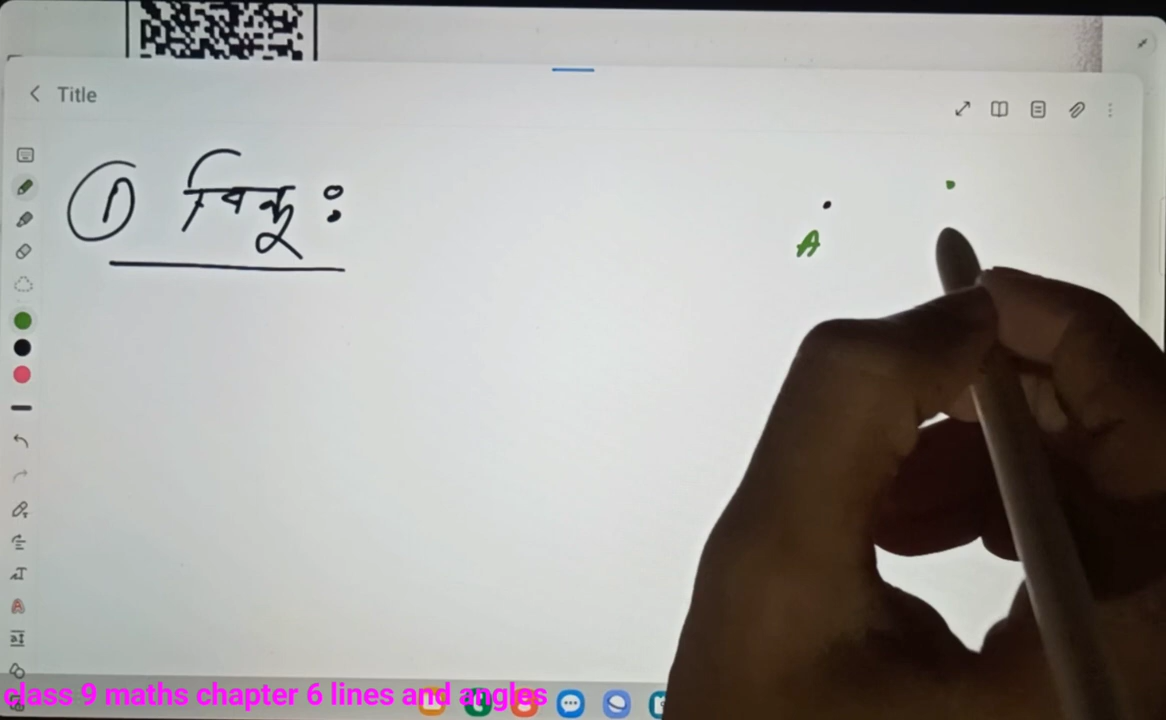 Title
① बिन्दु :
A
class 9 maths chapter 6 lines and angles